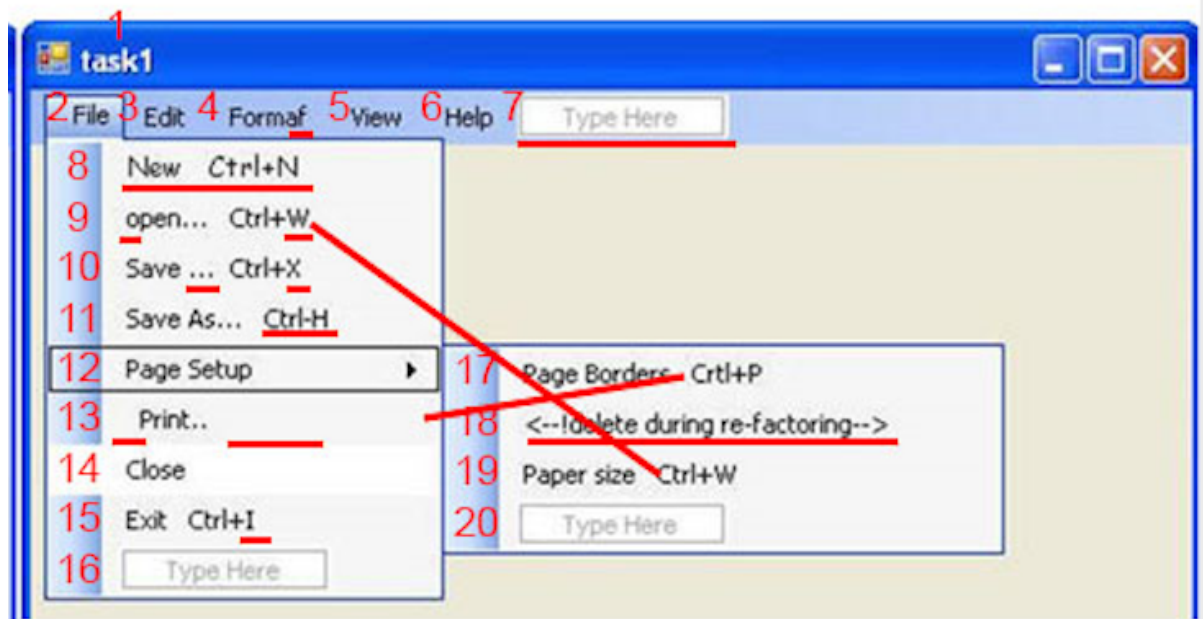 1
task1
2 File 3 Edit 4 Formaf 5 View 6 Help 7 Type Here
8 New Ctrl+N
9 open... Ctrl+W
10 Save ... Ctrl+X
11 Save As... Ctrl-H
12 Page Setup 17 Page Borders Crtl+P
13 Print.. 18 <--!delete during re-factoring-->
14 Close 19 Paper size Ctrl+W
15 Exit Ctrl+I 20 Type Here
16 Type Here